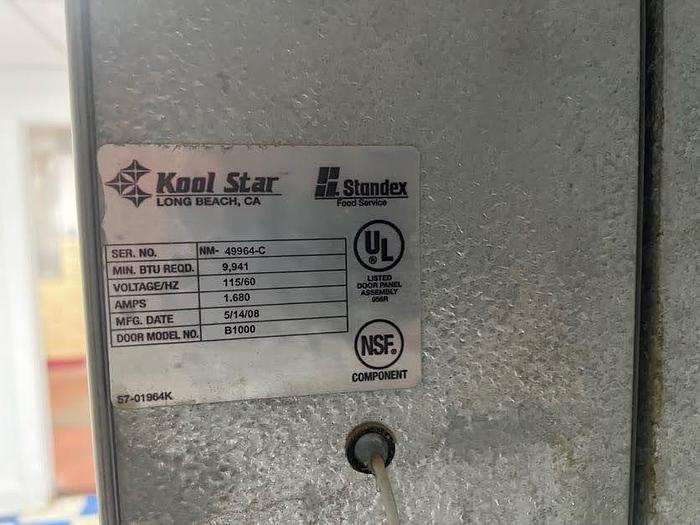 Kool Star
LONG BEACH, CA
Standex
Food Service
SER. NO. NM- 49964-C
MIN. BTU REQD. 9,941
VOLTAGE/HZ 115/60
AMPS 1.680
MFG. DATE 5/14/08
DOOR MODEL NO. B1000
UL
®
LISTED
DOOR PANEL
ASSEMBLY
956R
NSF.
COMPONENT
57-01964K